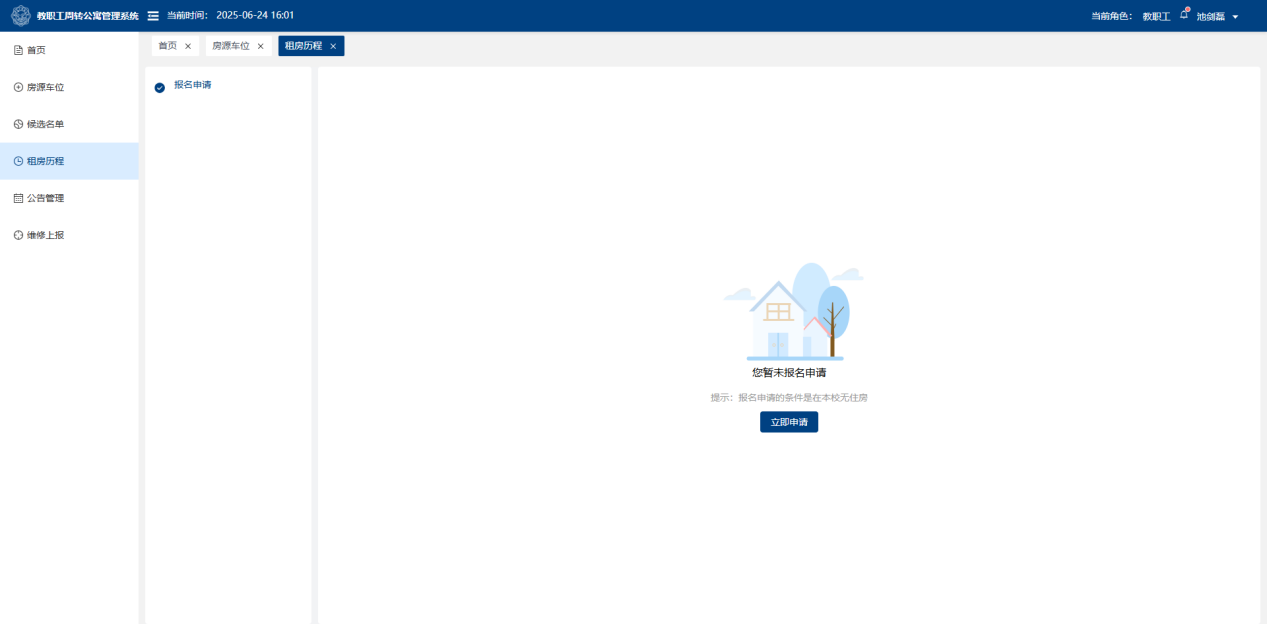 教职工周转公寓管理系统 当前时间： 2025-06-24 16:01 当前角色： 教职工 池剑磊
首页
房源车位
候选名单
租房历程
公告管理
维修上报
首页 × 房源车位 × 租房历程 ×
报名申请
您暂未报名申请
提示：报名申请的条件是在本校无住房
立即申请